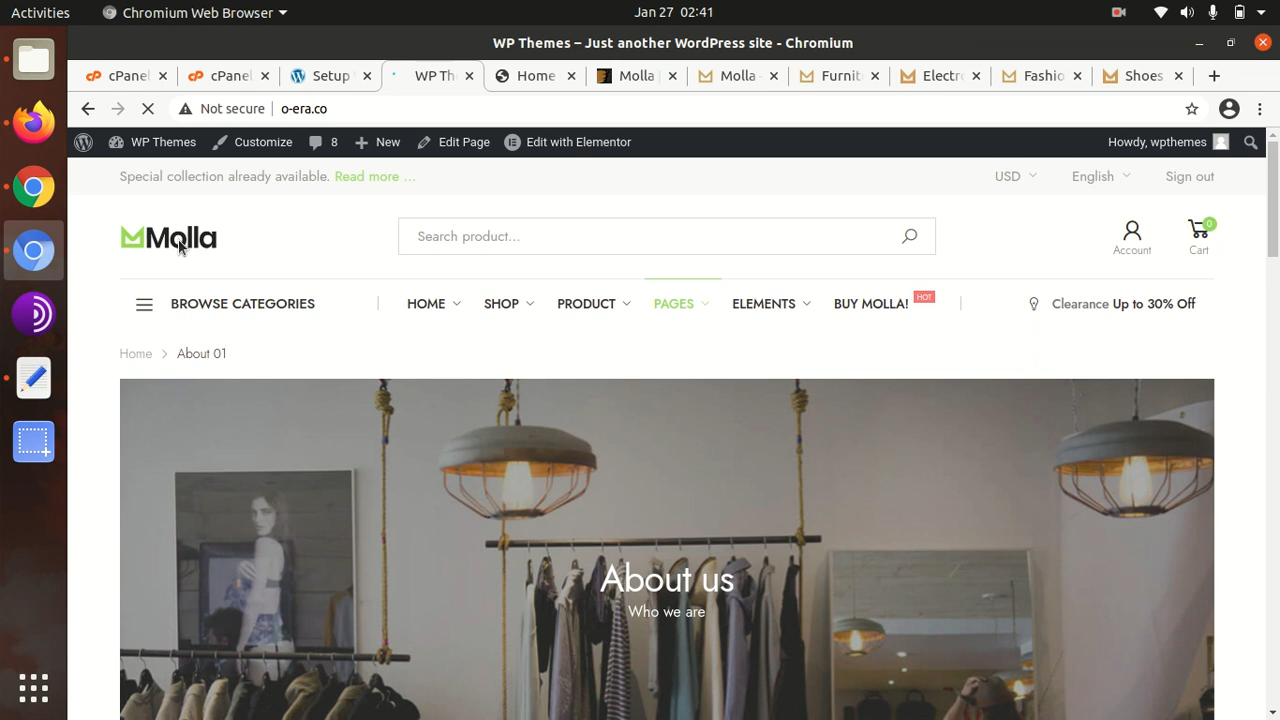 Activities
Chromium Web Browser
Jan 27 02:41
WP Themes – Just another WordPress site - Chromium
cPanel
cPanel
Setup
WP Th
Home
Molla
Molla -
Furnit
Electr
Fashio
Shoes
Not secure
o-era.co
WP Themes
Customize
8
New
Edit Page
Edit with Elementor
Howdy, wpthemes
Special collection already available. Read more ...
USD
English
Sign out
Molla
Search product...
Account
0
Cart
BROWSE CATEGORIES
HOME
SHOP
PRODUCT
PAGES
ELEMENTS
BUY MOLLA!
HOT
Clearance Up to 30% Off
Home
About 01
About us
Who we are